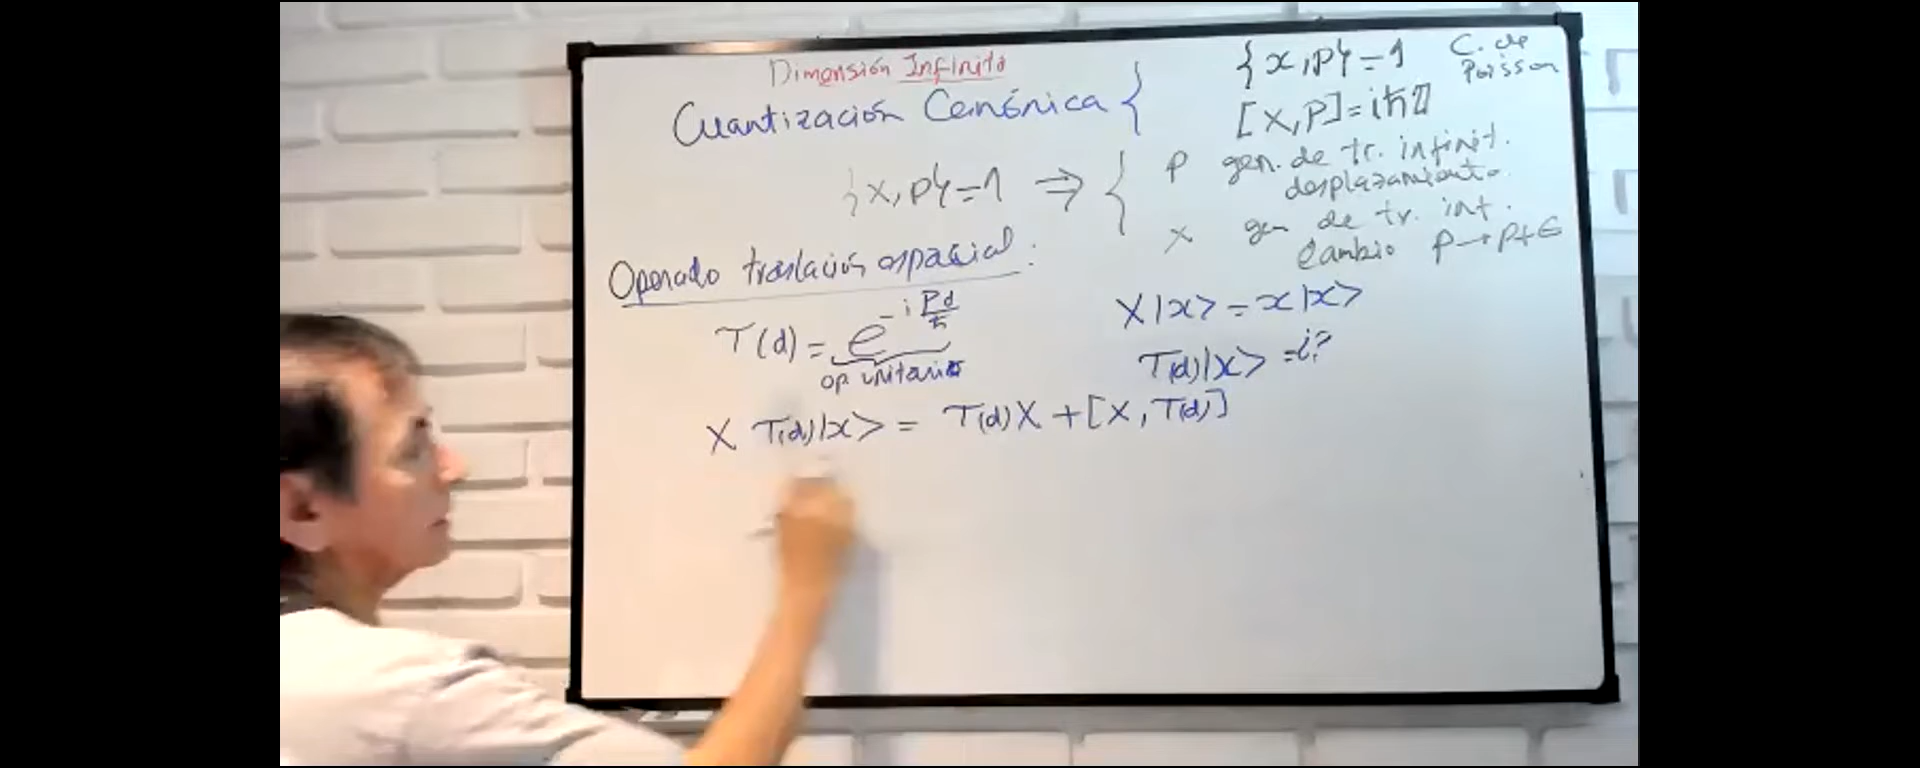 Dimensión Infinita
Cuantización Canónica {
{x,p}=1 C. de Poisson
[X,P]=iħ𝟙
{x,p}=1 ⇒ {
p gen. de tr. infinit.
desplazamiento.
x gen de tr. inf.
Cambio p→p+ε
Operado traslación espacial:
T(d) = e^{-i Pd/ħ}
op unitario
X|x> = x|x>
T(d)|x> = ¿?
X T(d)|x> = T(d)X + [X, T(d)]